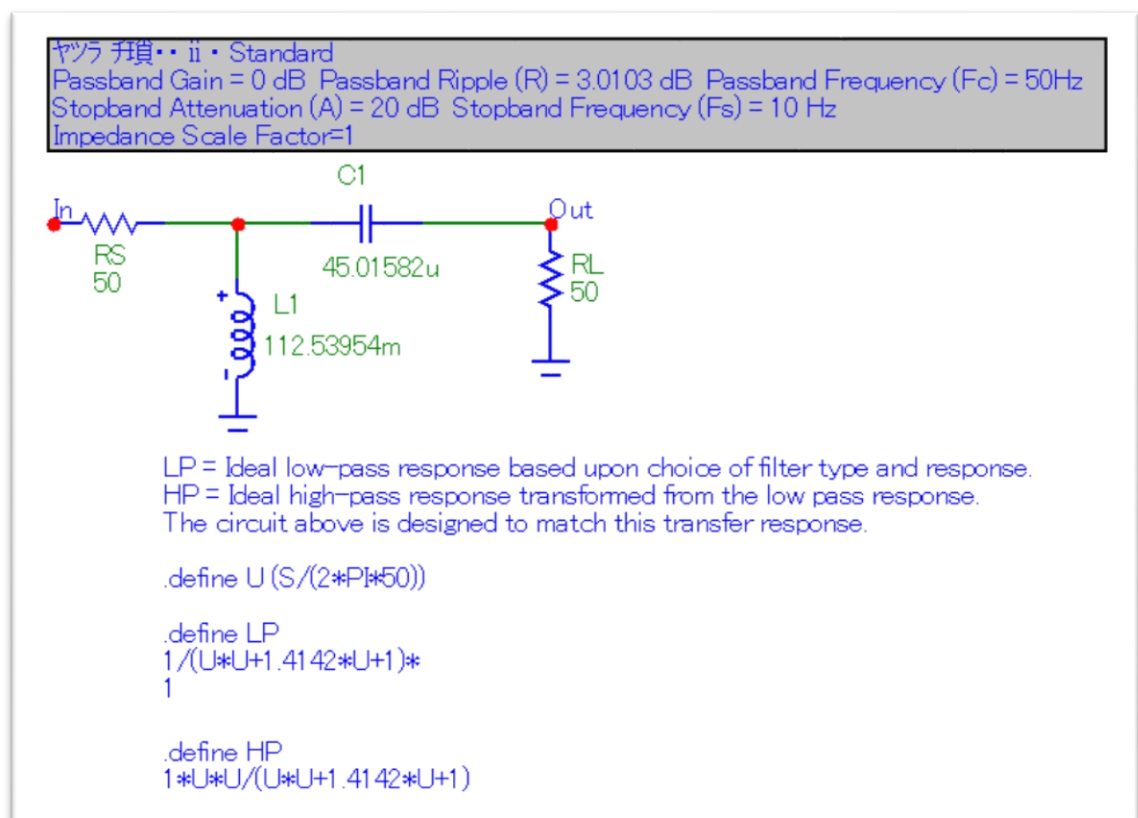 Standard
Passband Gain = 0 dB Passband Ripple (R) = 3.0103 dB Passband Frequency (Fc) = 50Hz
Stopband Attenuation (A) = 20 dB Stopband Frequency (Fs) = 10 Hz
Impedance Scale Factor=1
C1
In
Out
RS
50
45.01582u
RL
50
+
L1
112.53954m
-
LP = Ideal low-pass response based upon choice of filter type and response.
HP = Ideal high-pass response transformed from the low pass response.
The circuit above is designed to match this transfer response.
.define U (S/(2*PI*50))
.define LP
1/(U*U+1.4142*U+1)*
1
.define HP
1*U*U/(U*U+1.4142*U+1)